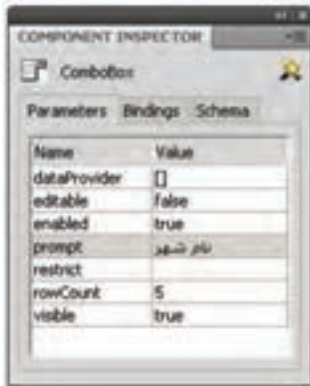 COMPONENT INSPECTOR
ComboBox
Parameters Bindings Schema
Name Value
dataProvider []
editable false
enabled true
prompt نام شهر
restrict
rowCount 5
visible true